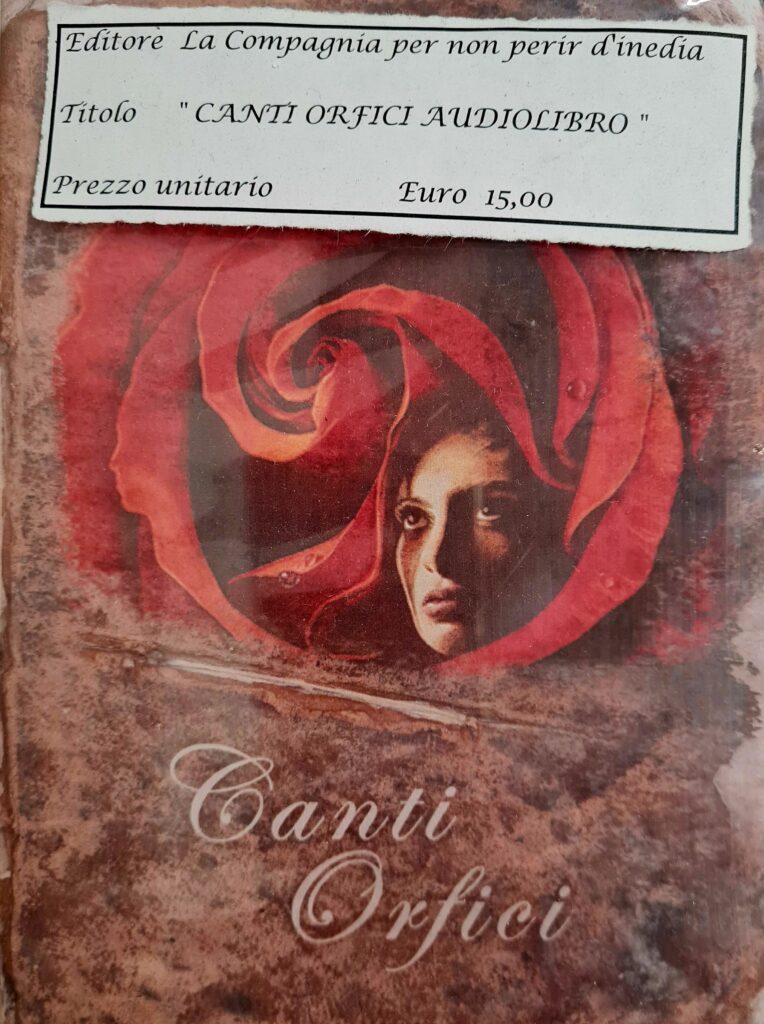 Editore La Compagnia per non perir d'inedia
Titolo " CANTI ORFICI AUDIOLIBRO "
Prezzo unitario Euro 15,00
Canti
Orfici